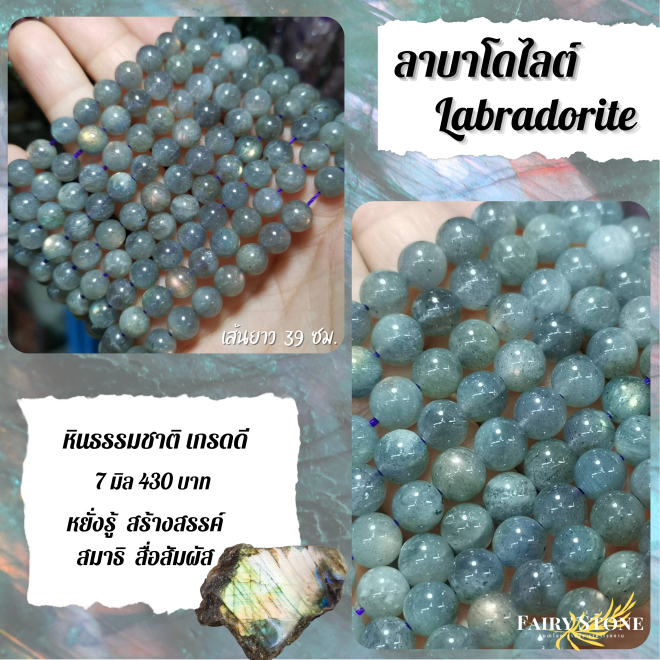 ลาบาโดไลต์
Labradorite
เส้นยาว 39 ซม.
หินธรรมชาติ เกรดดี
7 มิล 430 บาท
หยั่งรู้ สร้างสรรค์
สมาธิ สื่อสัมผัส
FAIRY STONE